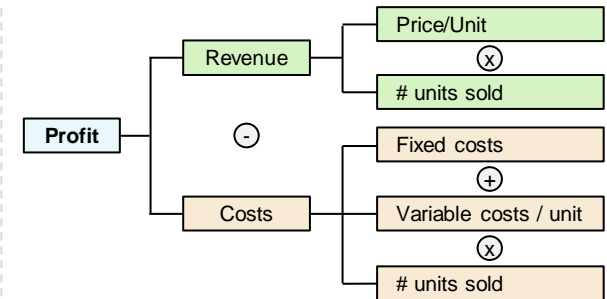 Price/Unit
Revenue
x
# units sold
Profit
-
Fixed costs
+
Costs
Variable costs / unit
x
# units sold